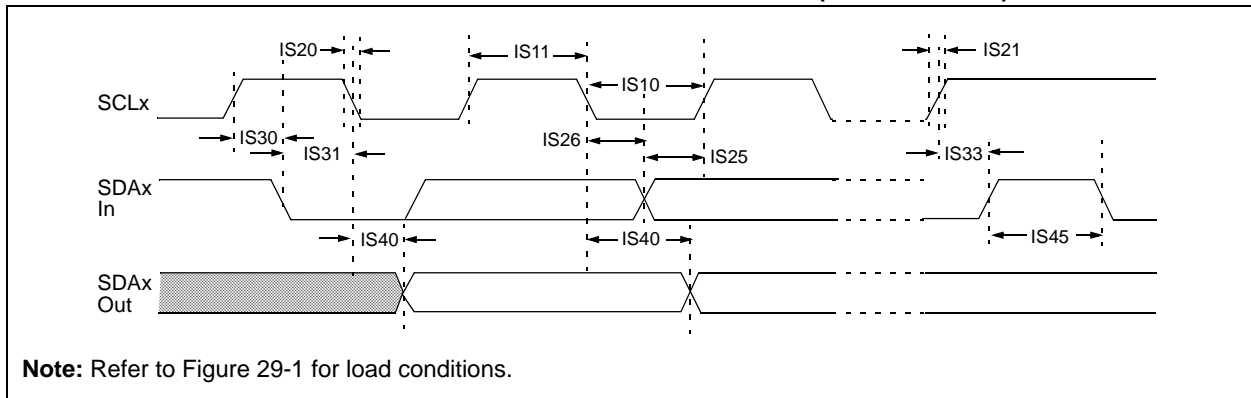 IS20
IS11
IS21
IS10
SCLx
IS30
IS31
IS26
IS25
IS33
SDAx
In
IS40
IS40
IS45
SDAx
Out
Note: Refer to Figure 29-1 for load conditions.